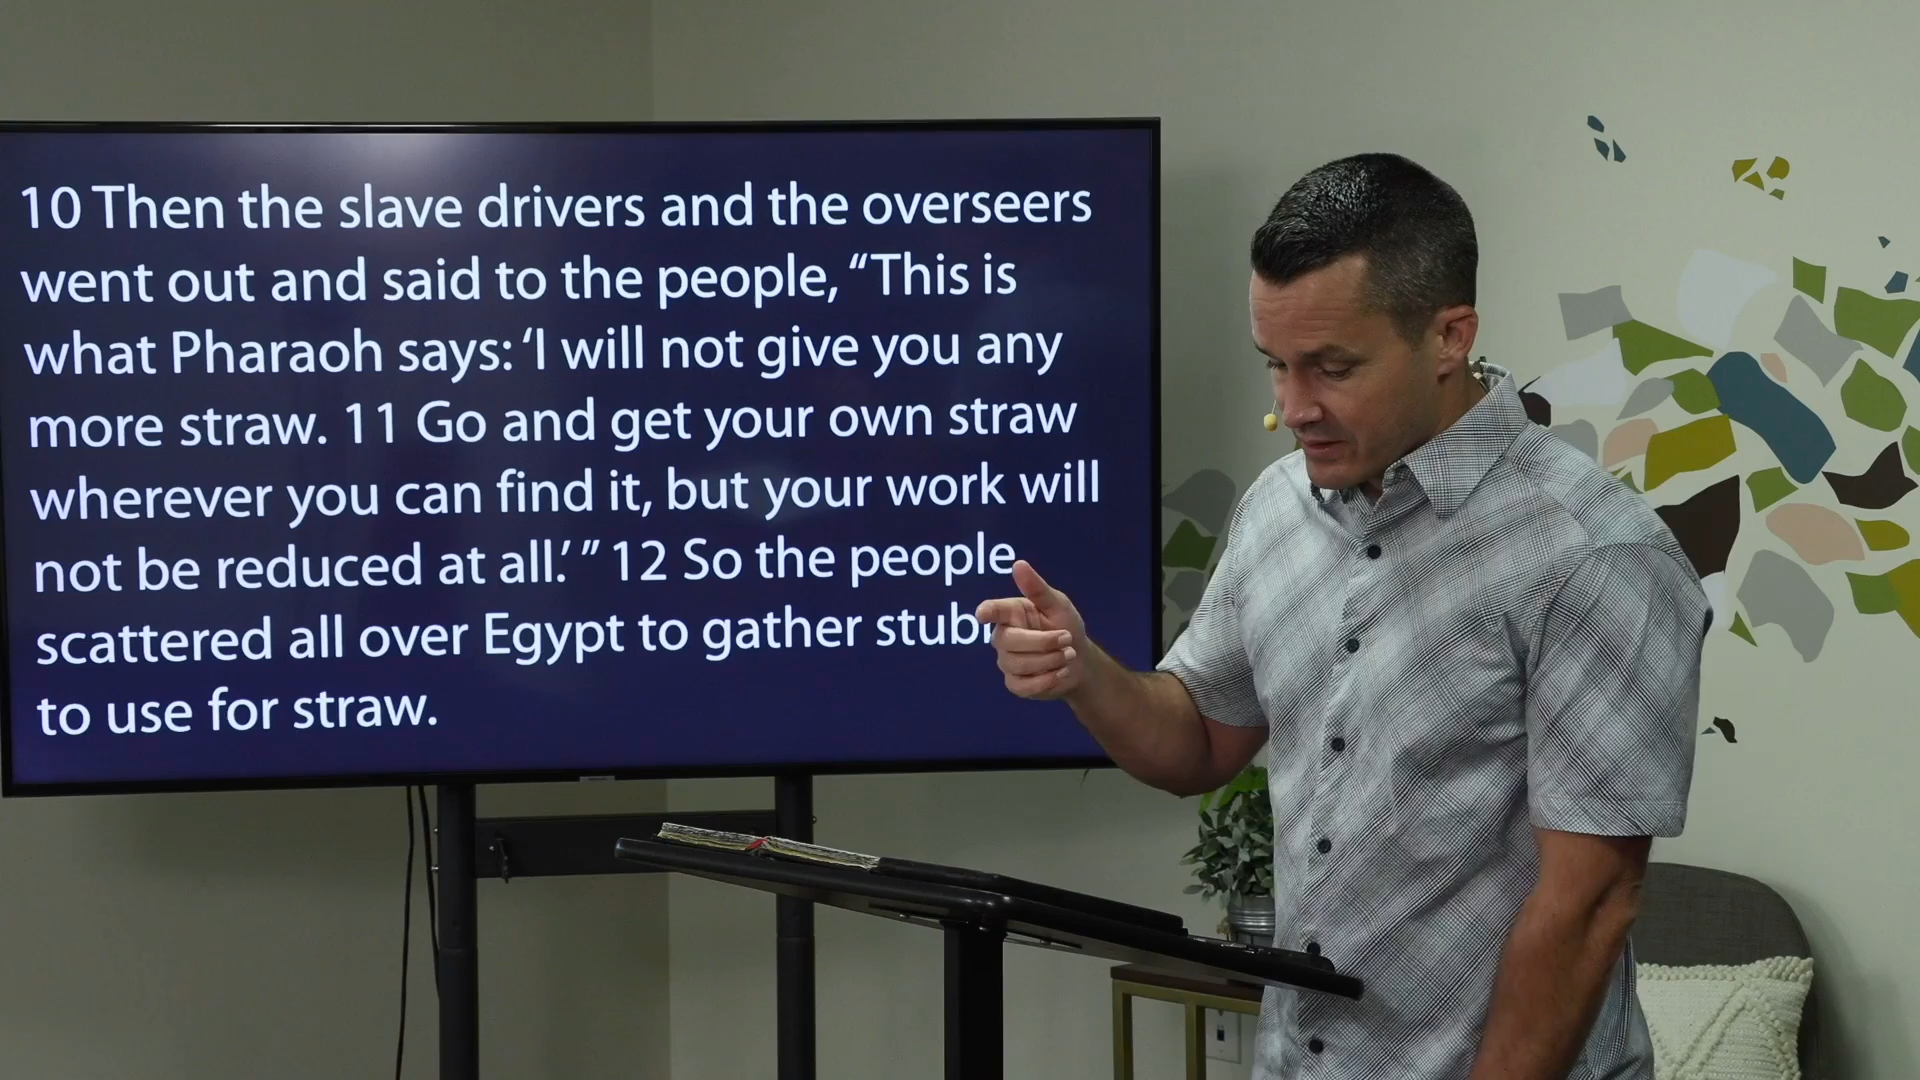 10 Then the slave drivers and the overseers
went out and said to the people, “This is
what Pharaoh says: ‘I will not give you any
more straw. 11 Go and get your own straw
wherever you can find it, but your work will
not be reduced at all.’ ” 12 So the people
scattered all over Egypt to gather
to use for straw.